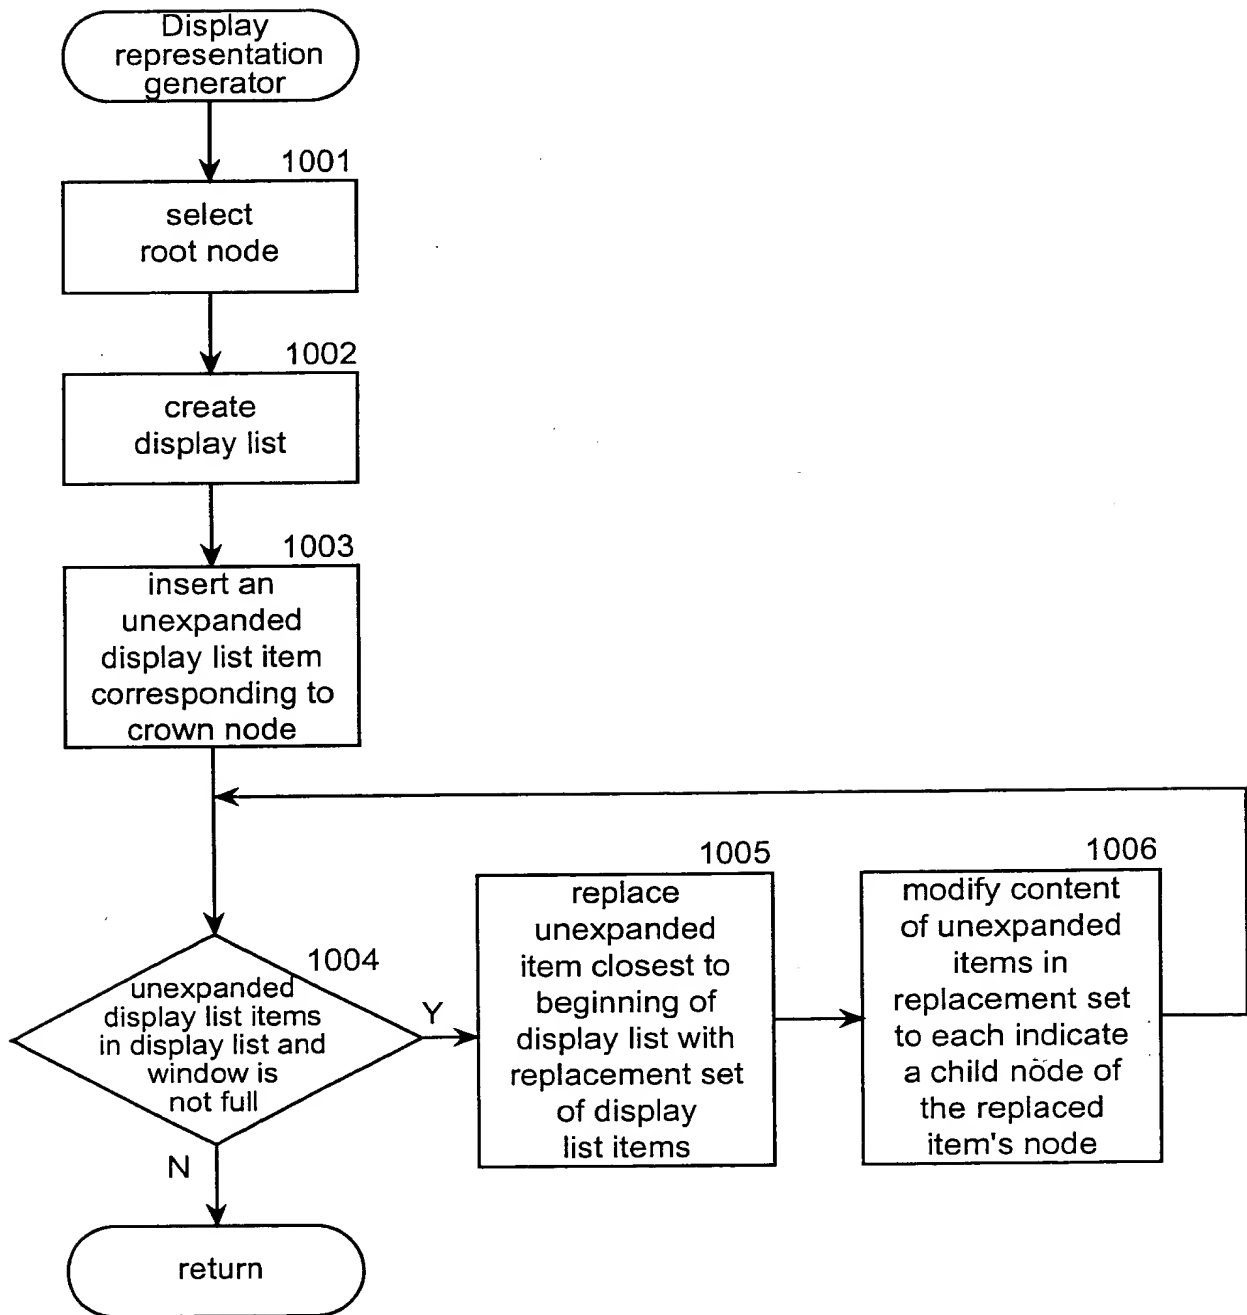 Display
representation
generator
1001
select
root node
1002
create
display list
1003
insert an
unexpanded
display list item
corresponding to
crown node
1004
unexpanded
display list items
in display list and
window is
not full
Y
N
1005
replace
unexpanded
item closest to
beginning of
display list with
replacement set
of display
list items
1006
modify content
of unexpanded
items in
replacement set
to each indicate
a child node of
the replaced
item's node
return